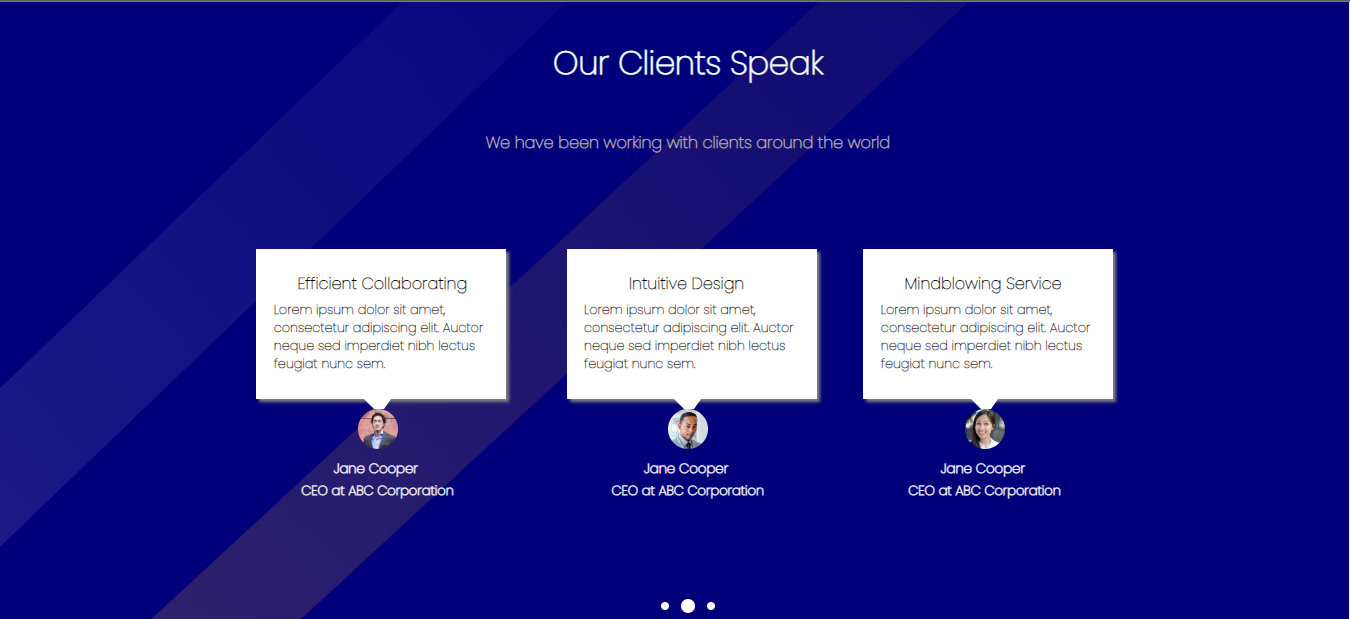 Our Clients Speak
We have been working with clients around the world
Efficient Collaborating
Lorem ipsum dolor sit amet,
consectetur adipiscing elit. Auctor
neque sed imperdiet nibh lectus
feugiat nunc sem.
Jane Cooper
CEO at ABC Corporation
Intuitive Design
Lorem ipsum dolor sit amet,
consectetur adipiscing elit. Auctor
neque sed imperdiet nibh lectus
feugiat nunc sem.
Jane Cooper
CEO at ABC Corporation
Mindblowing Service
Lorem ipsum dolor sit amet,
consectetur adipiscing elit. Auctor
neque sed imperdiet nibh lectus
feugiat nunc sem.
Jane Cooper
CEO at ABC Corporation